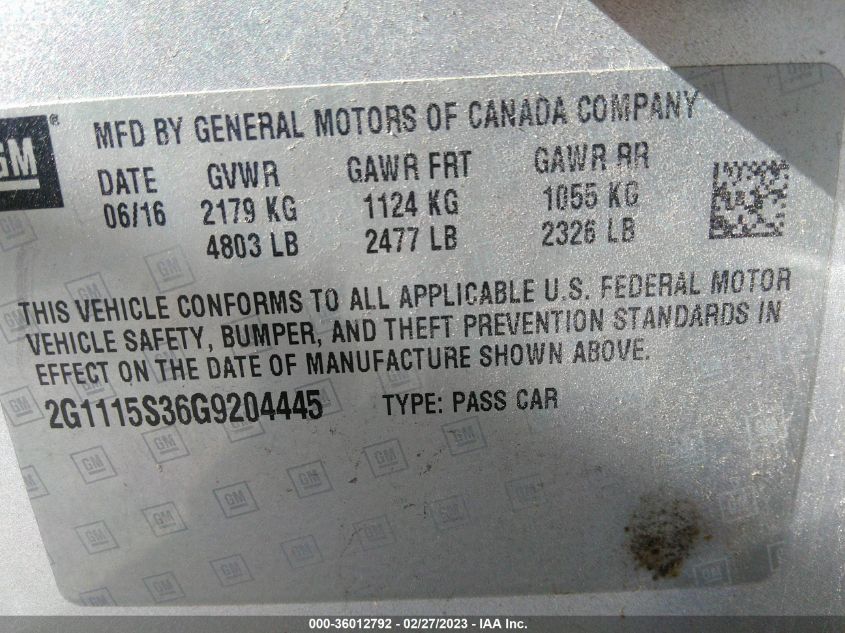 GM®
MFD BY GENERAL MOTORS OF CANADA COMPANY
DATE GVWR GAWR FRT GAWR RR
06/16 2179 KG 1124 KG 1055 KG
4803 LB 2477 LB 2326 LB
THIS VEHICLE CONFORMS TO ALL APPLICABLE U.S. FEDERAL MOTOR
VEHICLE SAFETY, BUMPER, AND THEFT PREVENTION STANDARDS IN
EFFECT ON THE DATE OF MANUFACTURE SHOWN ABOVE.
2G1115S36G9204445 TYPE: PASS CAR
000-36012792 - 02/27/2023 - IAA Inc.